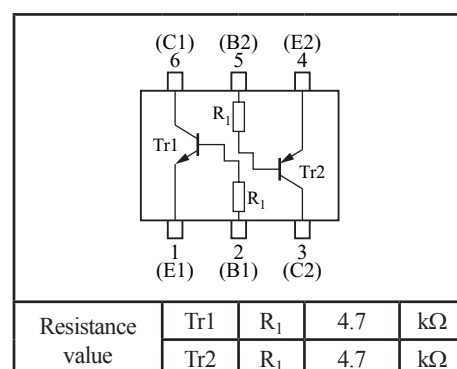 (C1) (B2) (E2)
6 5 4
R1
Tr1
Tr2
R1
1 2 3
(E1) (B1) (C2)
Resistance value
Tr1 R1 4.7 kΩ
Tr2 R1 4.7 kΩ